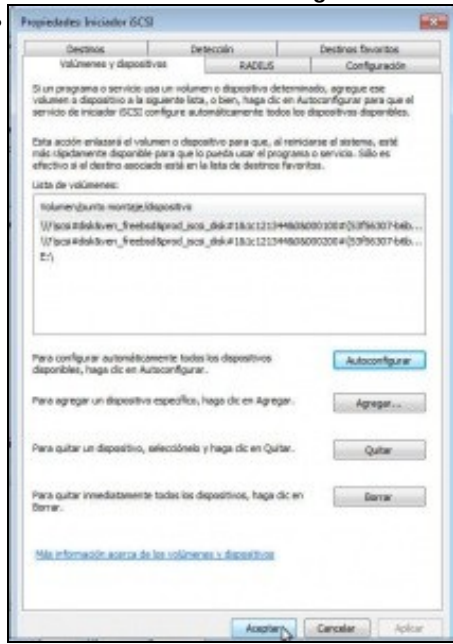 Propiedades: Iniciador iSCSI
Destinos Detección Destinos favoritos
Volúmenes y dispositivos RADIUS Configuración
Si un programa o servicio usa un volumen o dispositivo determinado, agregue ese
volumen o dispositivo a la siguiente lista, o bien, haga clic en Autoconfigurar para que el
servicio de iniciador iSCSI configure automáticamente todos los dispositivos disponibles.
Esta acción enlazará el volumen o dispositivo para que, al reiniciarse el sistema, esté
más rápidamente disponible para que lo pueda usar el programa o servicio. Sólo es
efectivo si el destino asociado está en la lista de destinos favoritos.
Lista de volúmenes:
Volumen/punto montaje/dispositivo
E:\
Para configurar automáticamente todos los dispositivos
disponibles, haga clic en Autoconfigurar.
Autoconfigurar
Para agregar un dispositivo específico, haga clic en Agregar.
Agregar...
Para quitar un dispositivo, selecciónelo y haga clic en Quitar.
Quitar
Para quitar inmediatamente todos los dispositivos, haga clic en
Borrar.
Borrar
Más información acerca de los volúmenes y dispositivos
Aceptar Cancelar Aplicar